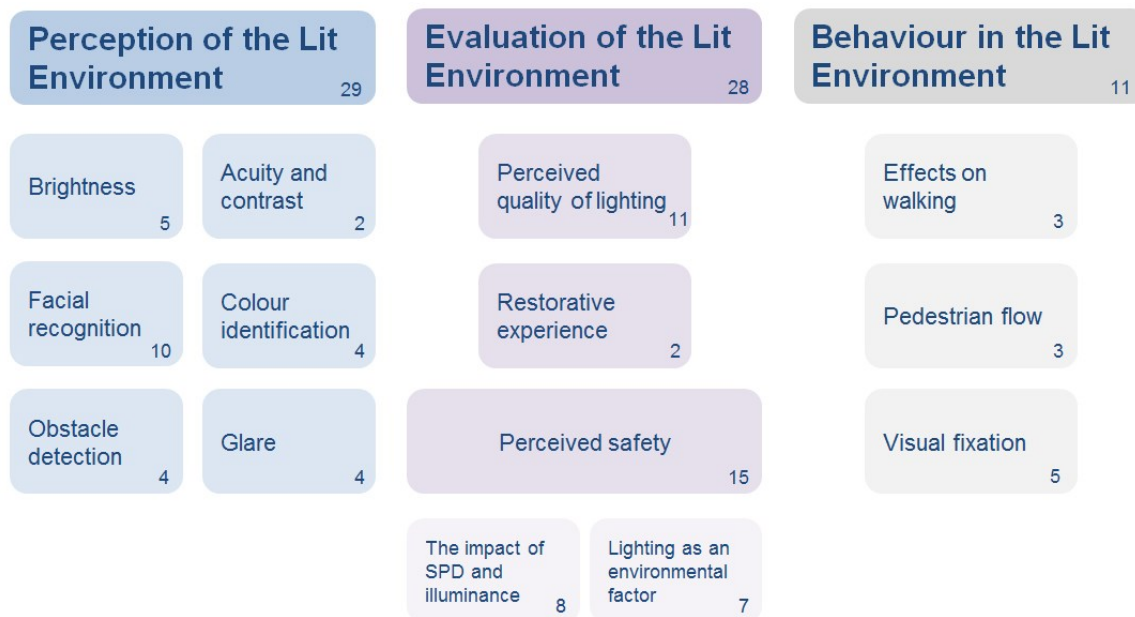 Perception of the Lit
Environment
29
Evaluation of the Lit
Environment
28
Behaviour in the Lit
Environment
11
Brightness
5
Acuity and
contrast
2
Perceived
quality of lighting
11
Effects on
walking
3
Facial
recognition
10
Colour
identification
4
Restorative
experience
2
Pedestrian flow
3
Obstacle
detection
4
Glare
4
Perceived safety
15
Visual fixation
5
The impact of
SPD and
illuminance
8
Lighting as an
environmental
factor
7